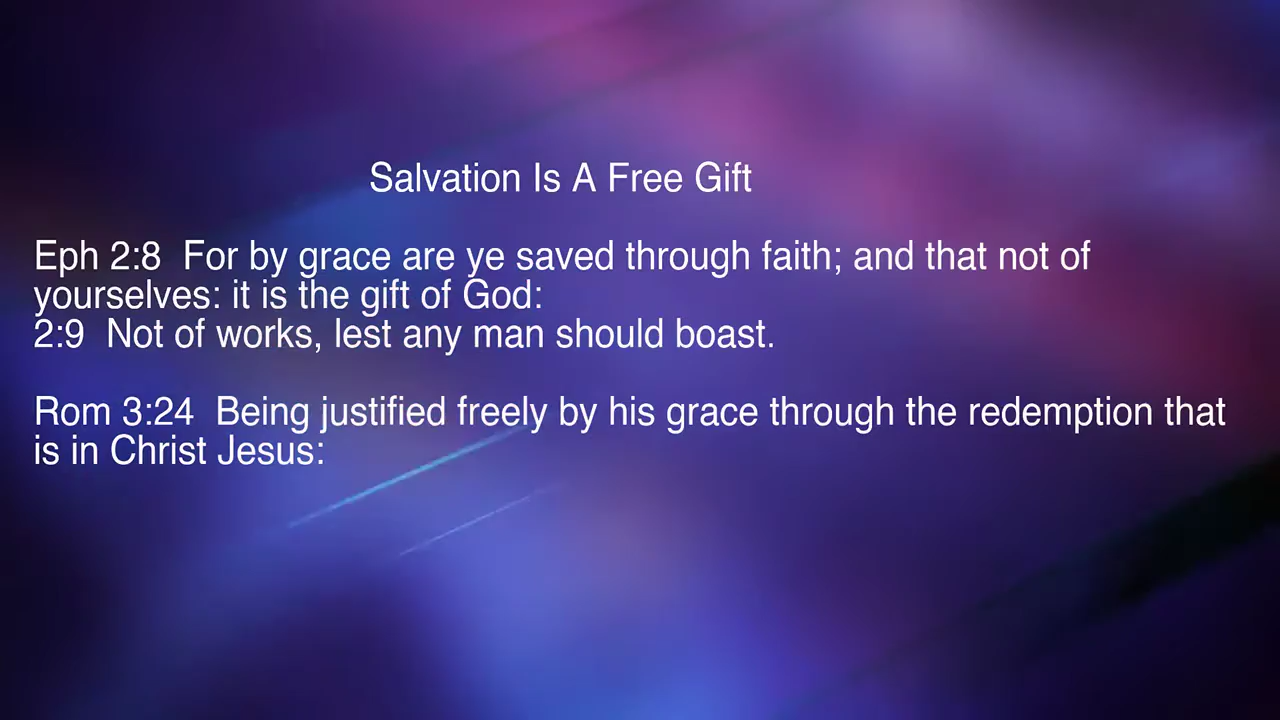 Salvation Is A Free Gift
Eph 2:8  For by grace are ye saved through faith; and that not of
yourselves: it is the gift of God:
2:9  Not of works, lest any man should boast.
Rom 3:24  Being justified freely by his grace through the redemption that
is in Christ Jesus: